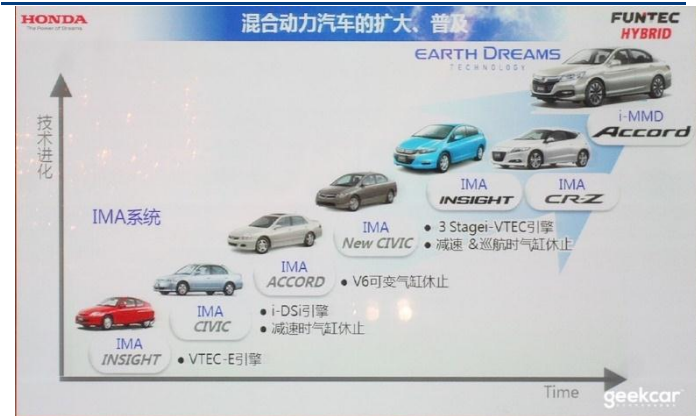 HONDA
The Power of Dreams
混合动力汽车的扩大、普及
FUNTEC
HYBRID
EARTH DREAMS
TECHNOLOGY
i-MMD
Accord
技术进化
IMA系统
IMA
INSIGHT
IMA
CR-Z
IMA
New CIVIC
● 3 Stagei-VTEC引擎
● 减速 &巡航时气缸休止
IMA
ACCORD
● V6可变气缸休止
IMA
CIVIC
● i-DSi引擎
● 减速时气缸休止
IMA
INSIGHT
● VTEC-E引擎
Time
geekcar